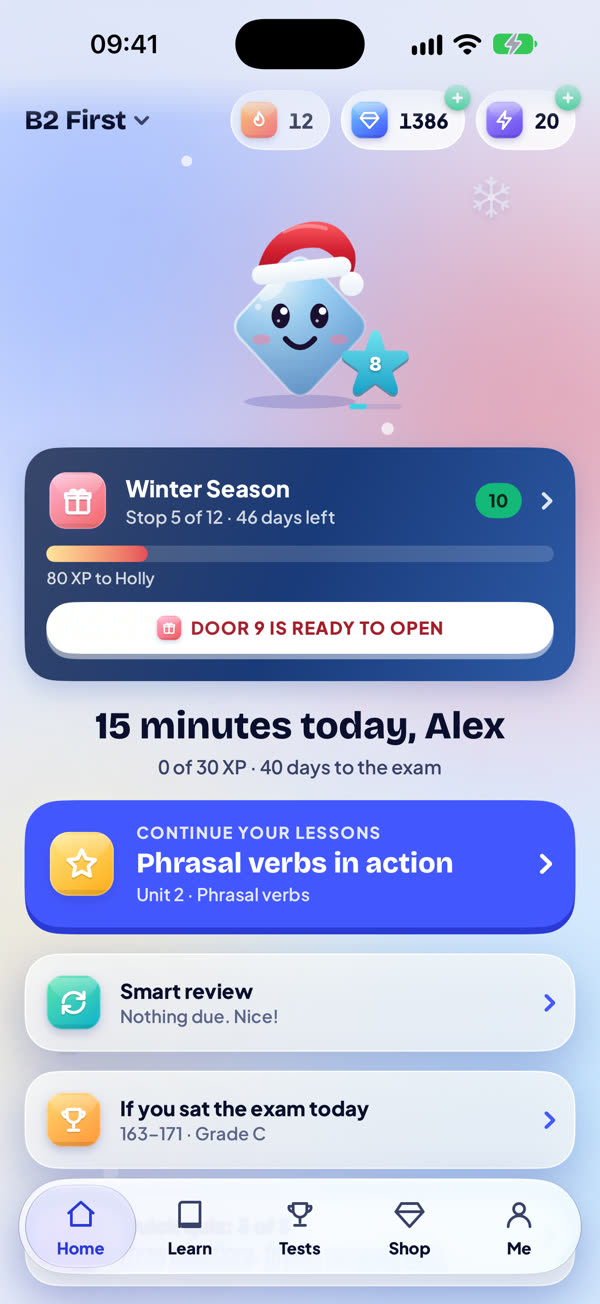 09:41
B2 First
12
1386
20
8
Winter Season
Stop 5 of 12 · 46 days left
10
80 XP to Holly
DOOR 9 IS READY TO OPEN
15 minutes today, Alex
0 of 30 XP · 40 days to the exam
CONTINUE YOUR LESSONS
Phrasal verbs in action
Unit 2 · Phrasal verbs
Smart review
Nothing due. Nice!
If you sat the exam today
163–171 · Grade C
Home
Learn
Tests
Shop
Me